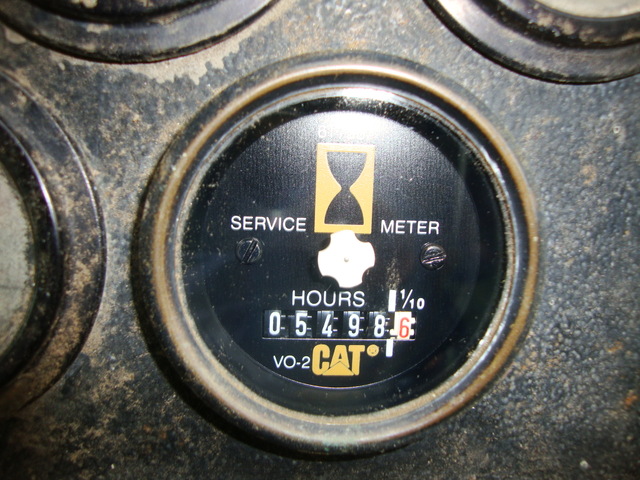 SERVICE METER
HOURS 1/10
054986
VO-2 CAT®